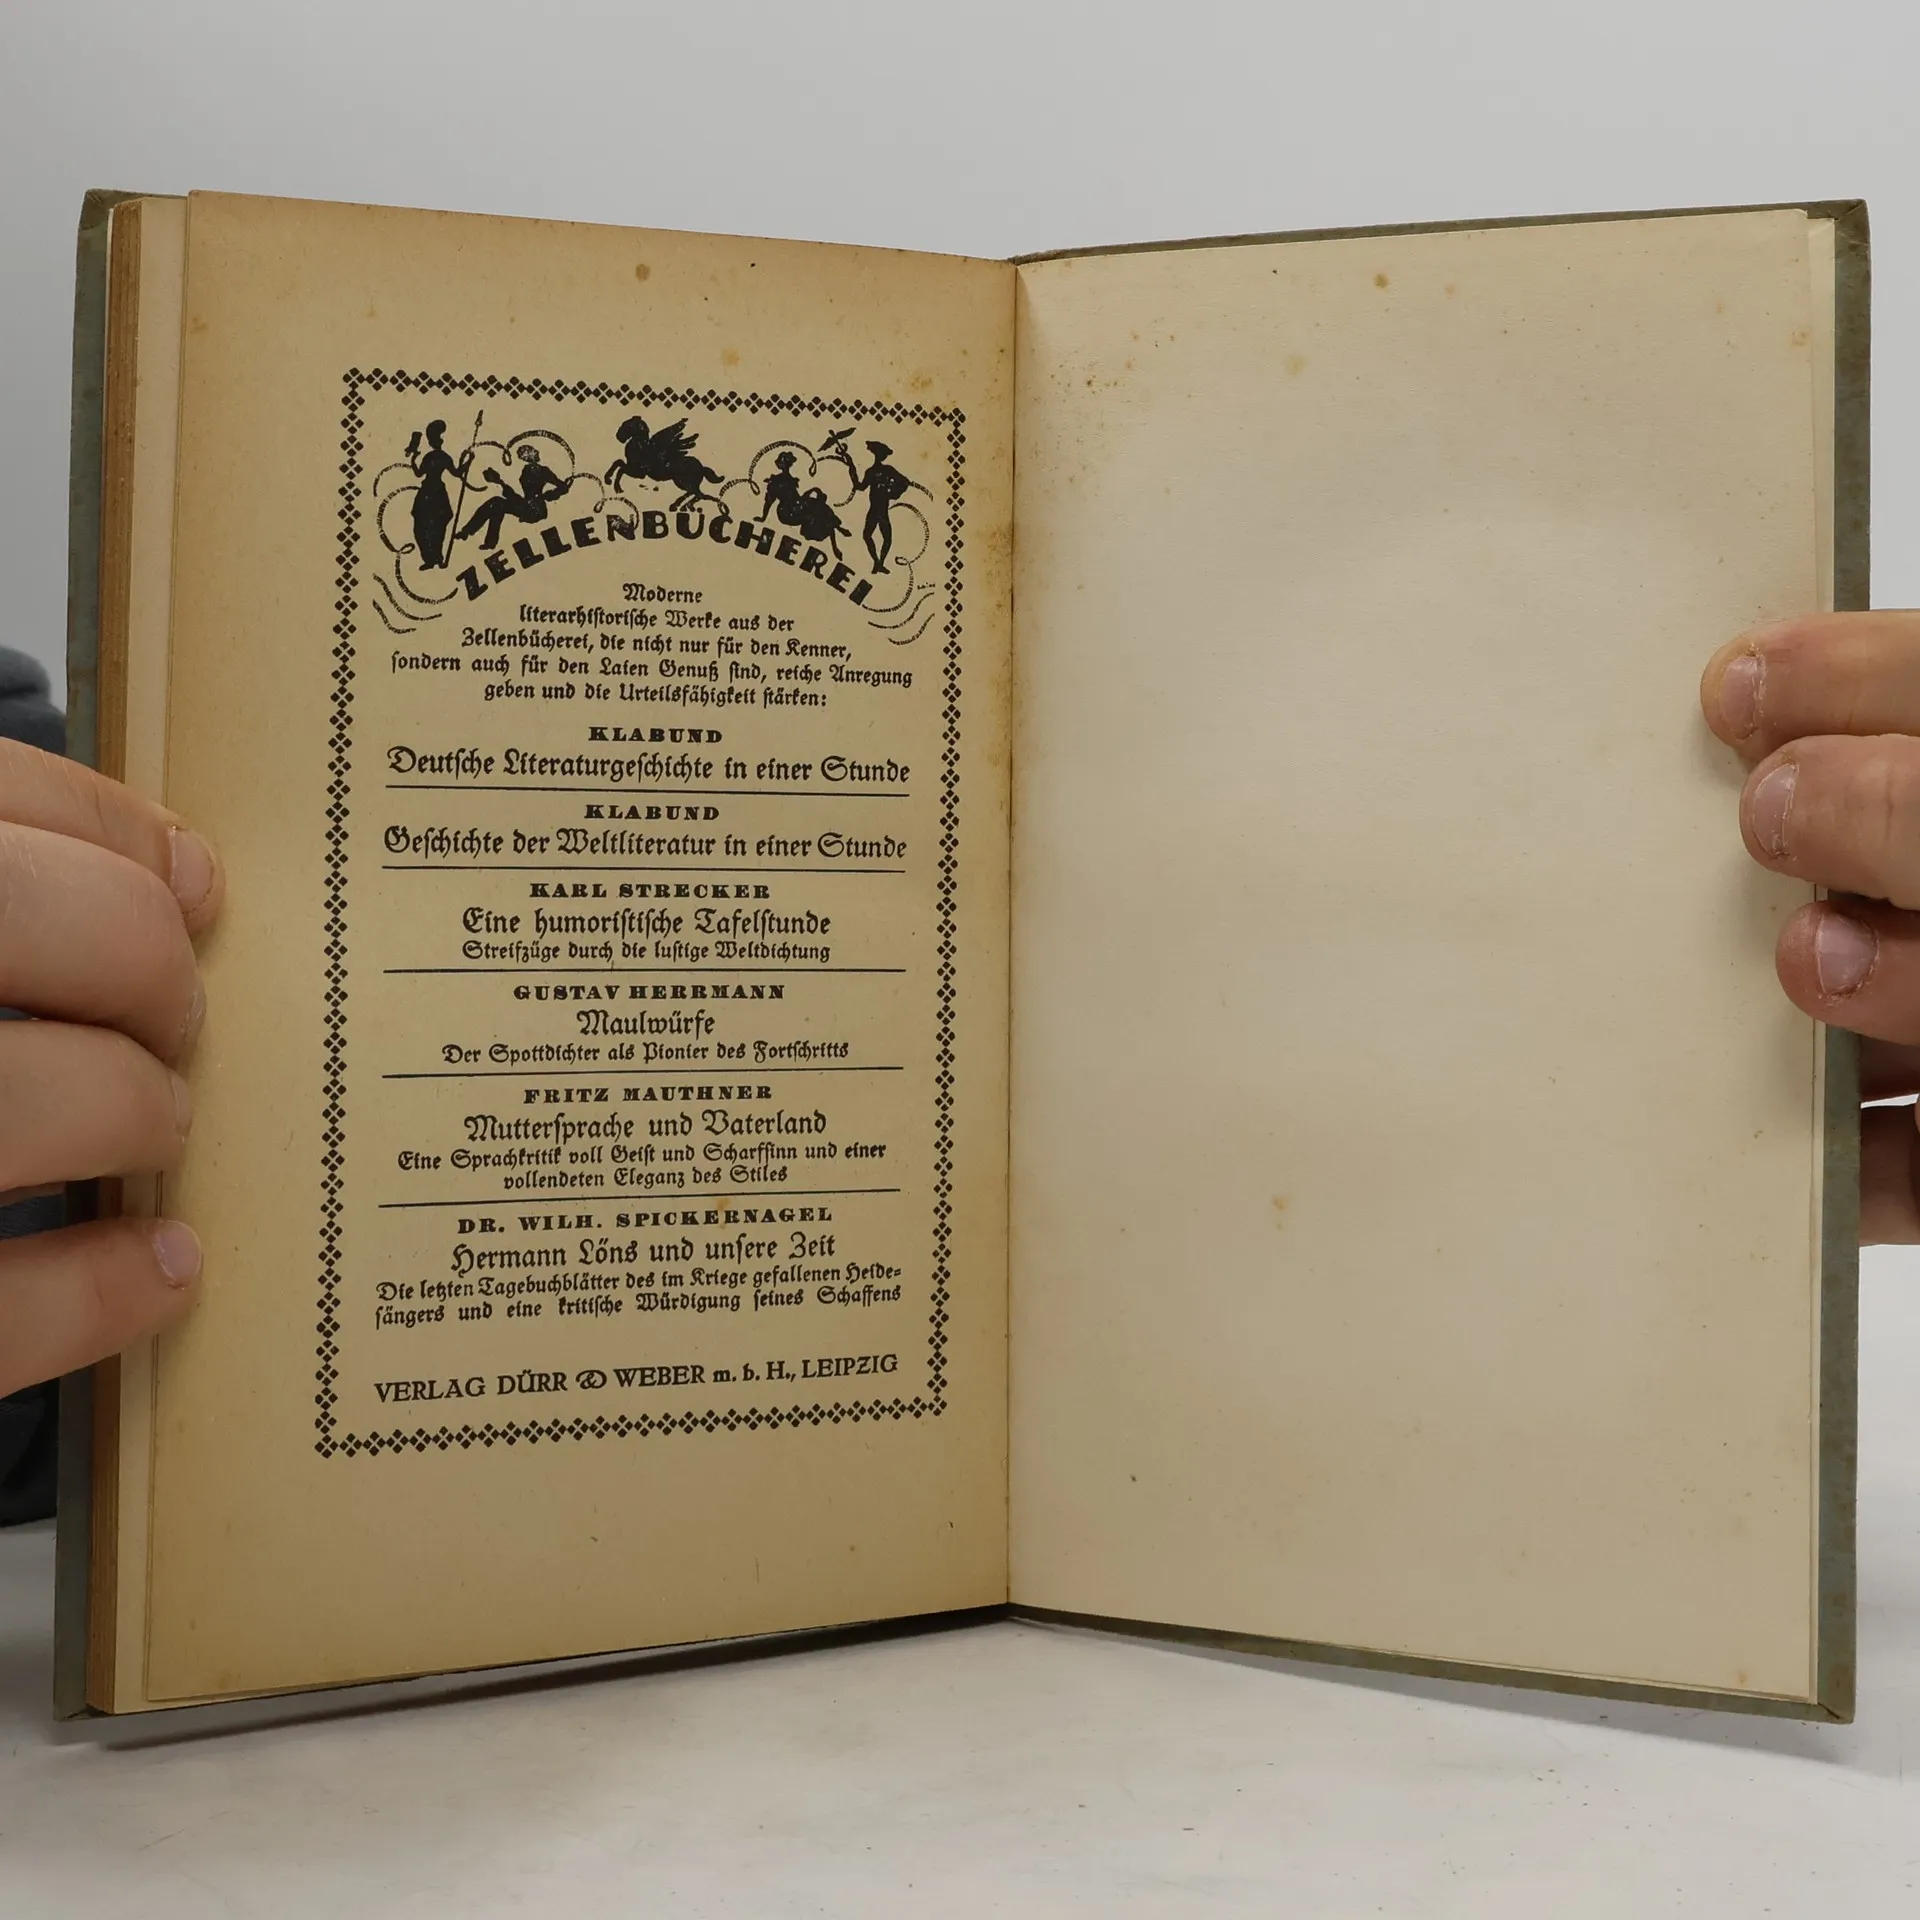 ZELLENBÜCHEREI
Moderne
literarhistorische Werke aus der
Zellenbücherei, die nicht nur für den Kenner,
sondern auch für den Laien Genuß sind, reiche Anregung
geben und die Urteilsfähigkeit stärken:
KLABUND
Deutsche Literaturgeschichte in einer Stunde
KLABUND
Geschichte der Weltliteratur in einer Stunde
KARL STRECKER
Eine humoristische Tafelstunde
Streifzüge durch die lustige Weltdichtung
GUSTAV HERRMANN
Maulwürfe
Der Spottdichter als Pionier des Fortschritts
FRITZ MAUTHNER
Muttersprache und Vaterland
Eine Sprachkritik voll Geist und Scharfsinn und einer
vollendeten Eleganz des Stiles
DR. WILH. SPICKERNAGEL
Hermann Löns und unsere Zeit
Die letzten Tagebuchblätter des im Kriege gefallenen Heide-
sängers und eine kritische Würdigung seines Schaffens
VERLAG DÜRR & WEBER m. b. H., LEIPZIG